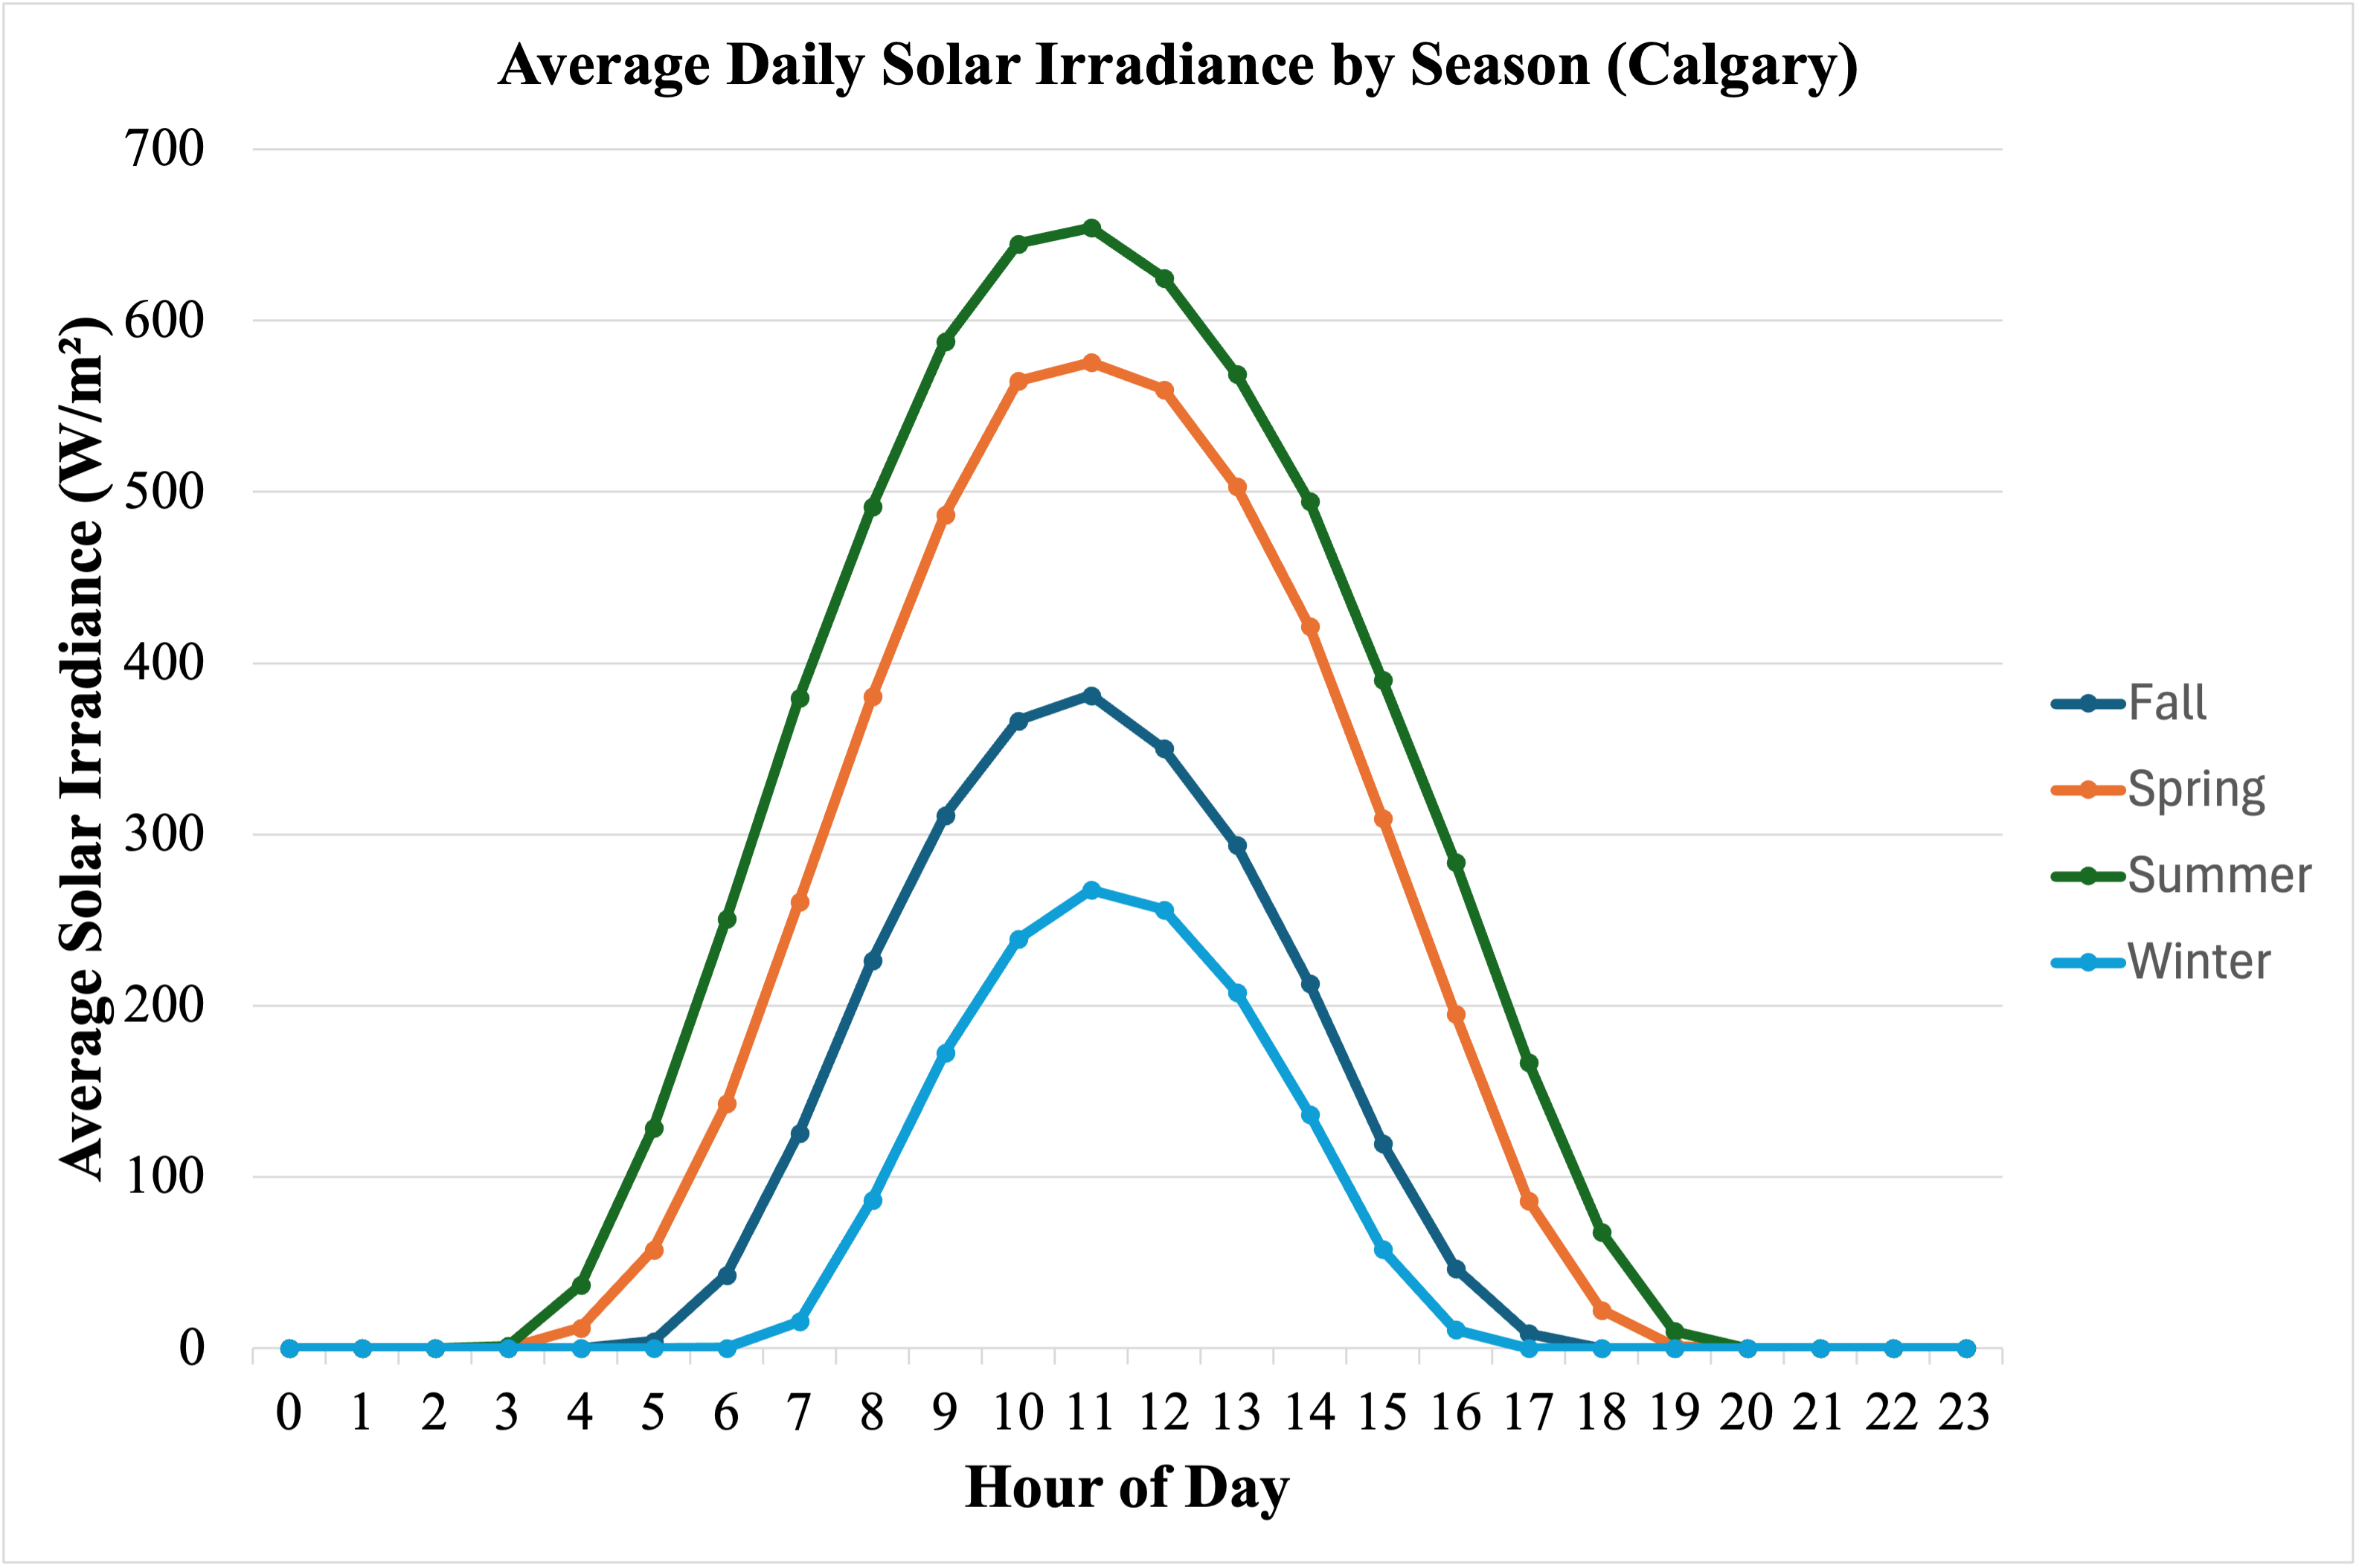 Average Daily Solar Irradiance by Season (Calgary)
Average Solar Irradiance (W/m²)
700
600
500
400
300
200
100
0
0 1 2 3 4 5 6 7 8 9 10 11 12 13 14 15 16 17 18 19 20 21 22 23
Hour of Day
Fall
Spring
Summer
Winter